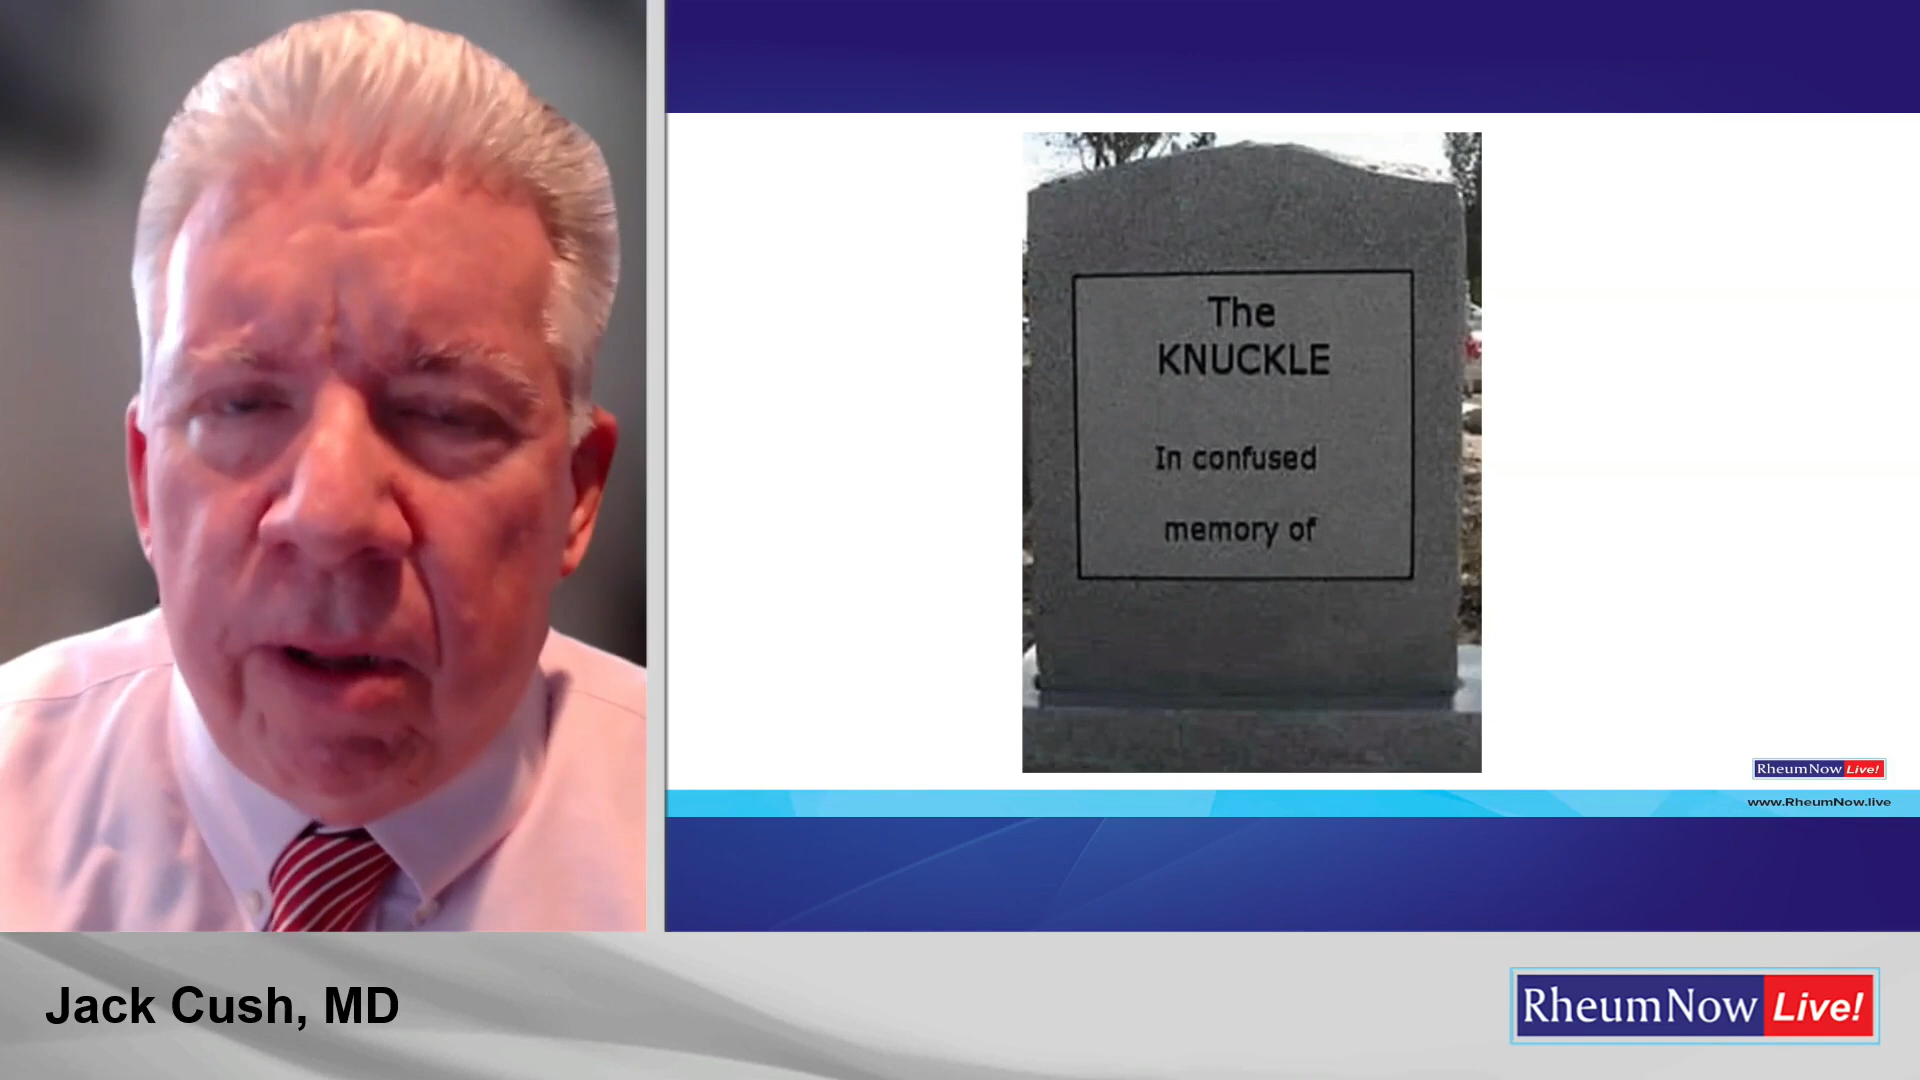 The
KNUCKLE
In confused
memory of
RheumNow Live!
www.RheumNow.live
Jack Cush, MD
RheumNow Live!